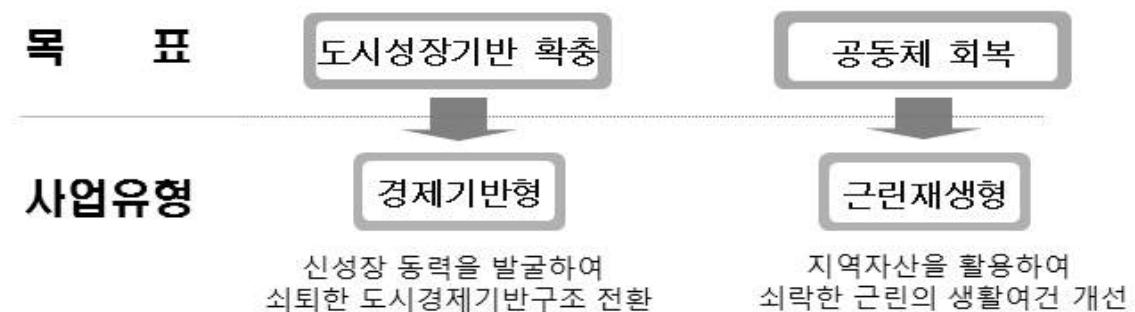 목 표
도시성장기반 확충
공동체 회복
사업유형
경제기반형
근린재생형
신성장 동력을 발굴하여
쇠퇴한 도시경제기반구조 전환
지역자산을 활용하여
쇠락한 근린의 생활여건 개선